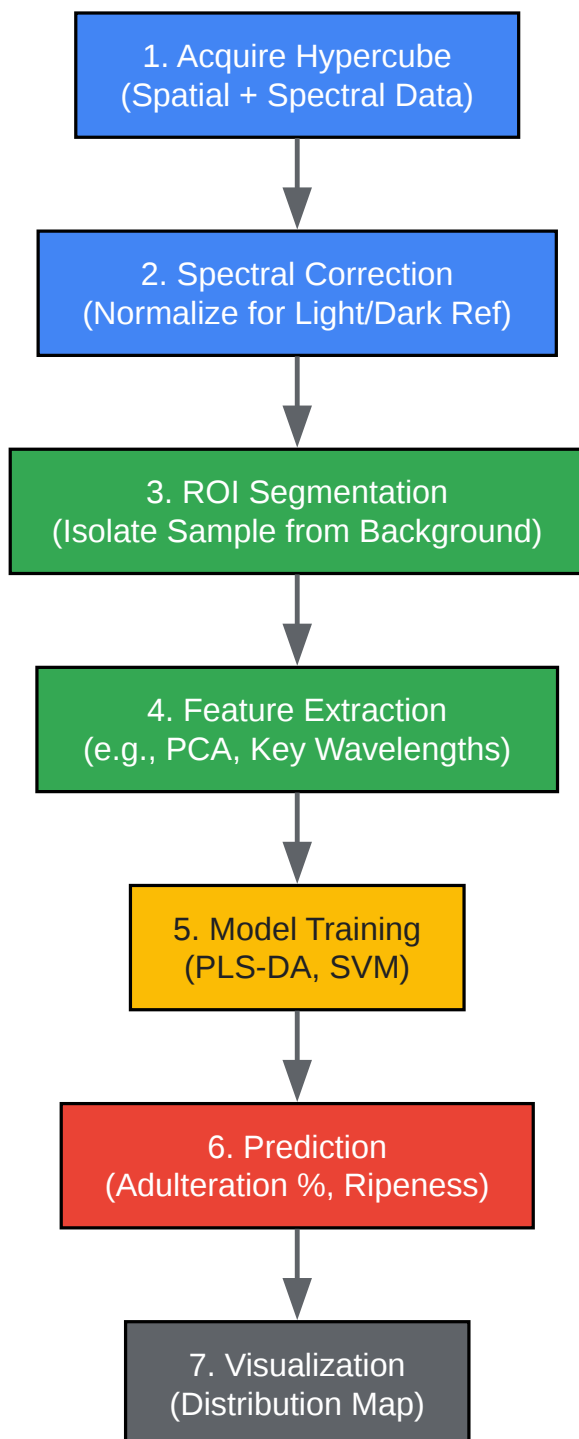 1. Acquire Hypercube
(Spatial + Spectral Data)
2. Spectral Correction
(Normalize for Light/Dark Ref)
3. ROI Segmentation
(Isolate Sample from Background)
4. Feature Extraction
(e.g., PCA, Key Wavelengths)
5. Model Training
(PLS-DA, SVM)
6. Prediction
(Adulteration %, Ripeness)
7. Visualization
(Distribution Map)